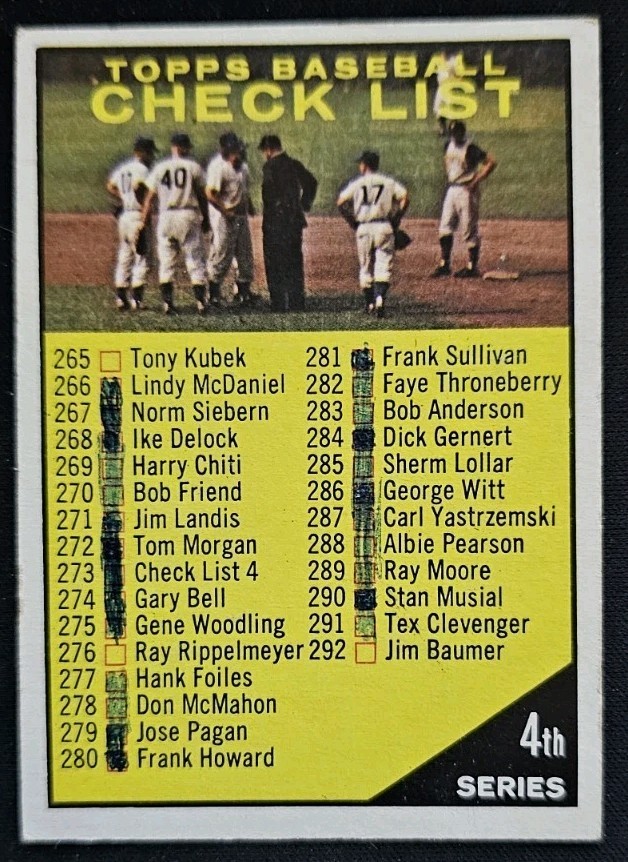 TOPPS BASEBALL
CHECK LIST
40
17
265 Tony Kubek
266 Lindy McDaniel
267 Norm Siebern
268 Ike Delock
269 Harry Chiti
270 Bob Friend
271 Jim Landis
272 Tom Morgan
273 Check List 4
274 Gary Bell
275 Gene Woodling
276 Ray Rippelmeyer
277 Hank Foiles
278 Don McMahon
279 Jose Pagan
280 Frank Howard
281 Frank Sullivan
282 Faye Throneberry
283 Bob Anderson
284 Dick Gernert
285 Sherm Lollar
286 George Witt
287 Carl Yastrzemski
288 Albie Pearson
289 Ray Moore
290 Stan Musial
291 Tex Clevenger
292 Jim Baumer
4th
SERIES